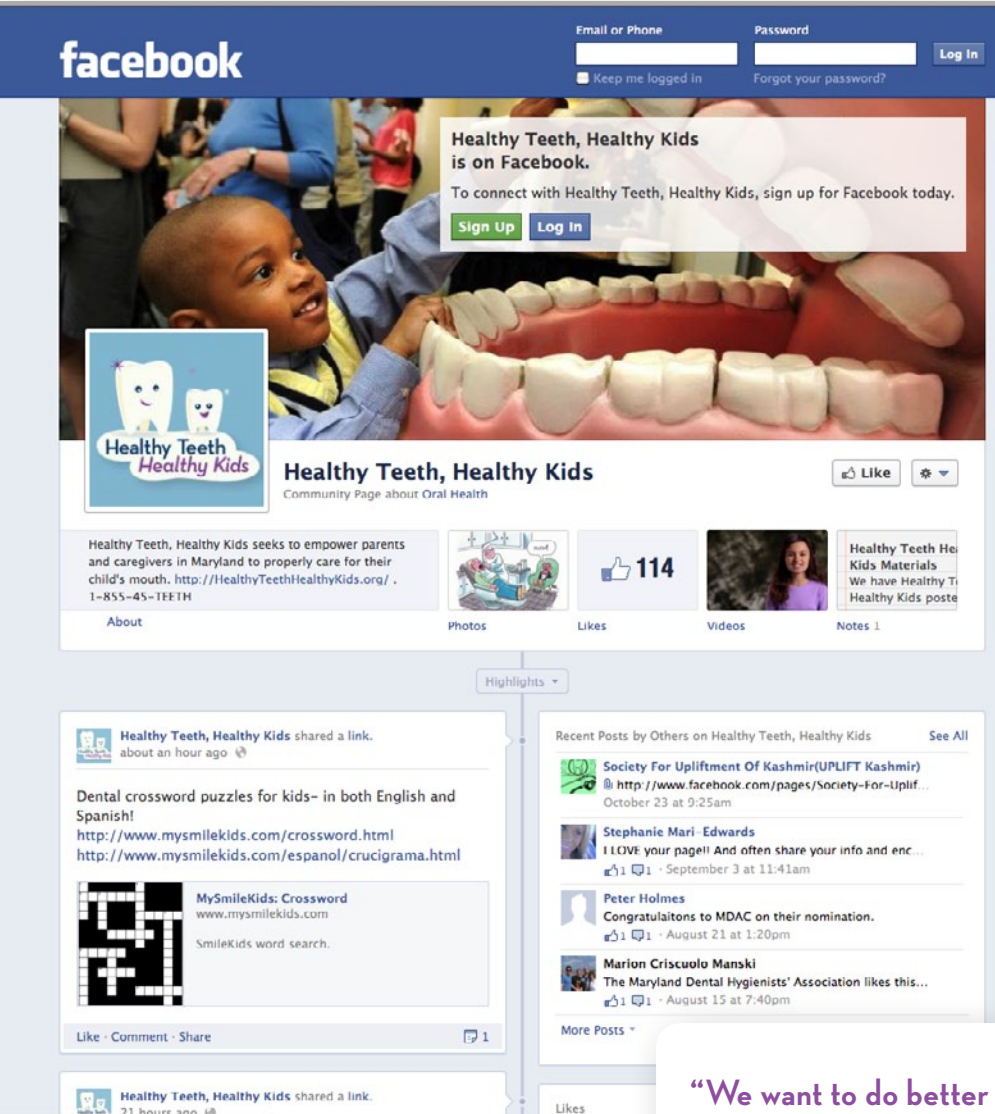 facebook
Email or Phone
Password
Log In
Keep me logged in
Forgot your password?
Healthy Teeth, Healthy Kids
is on Facebook.
To connect with Healthy Teeth, Healthy Kids, sign up for Facebook today.
Sign Up
Log In
Healthy Teeth
Healthy Kids
Healthy Teeth, Healthy Kids
Community Page about Oral Health
Like
Healthy Teeth, Healthy Kids seeks to empower parents
and caregivers in Maryland to properly care for their
child's mouth. http://HealthyTeethHealthyKids.org/ .
1-855-45-TEETH
About
Photos
114
Likes
Videos
Healthy Teeth Hea
Kids Materials
We have Healthy T
Healthy Kids poste
Notes 1
Highlights
Healthy Teeth, Healthy Kids shared a link.
about an hour ago
Dental crossword puzzles for kids- in both English and
Spanish!
http://www.mysmilekids.com/crossword.html
http://www.mysmilekids.com/espanol/crucigrama.html
MySmileKids: Crossword
www.mysmilekids.com
SmileKids word search.
Like · Comment · Share
1
Healthy Teeth, Healthy Kids shared a link.
21 hours ago
Recent Posts by Others on Healthy Teeth, Healthy Kids
See All
Society For Upliftment Of Kashmir(UPLIFT Kashmir)
http://www.facebook.com/pages/Society-For-Uplif...
October 23 at 9:25am
Stephanie Mari-Edwards
I LOVE your page!! And often share your info and enc...
1 1 · September 3 at 11:41am
Peter Holmes
Congratulaitons to MDAC on their nomination.
1 1 · August 21 at 1:20pm
Marion Criscuolo Manski
The Maryland Dental Hygienists' Association likes this...
1 1 · August 15 at 7:40pm
More Posts
Likes
“We want to do better